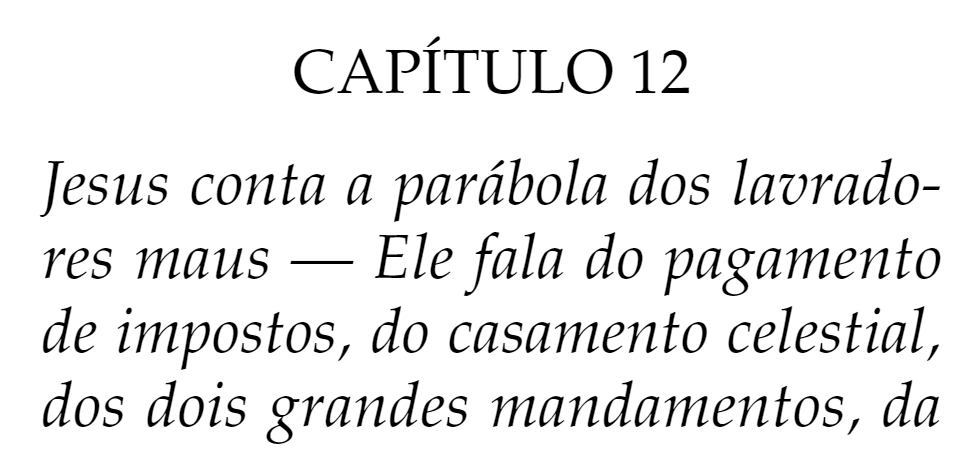 CAPÍTULO 12
Jesus conta a parábola dos lavrado-
res maus — Ele fala do pagamento
de impostos, do casamento celestial,
dos dois grandes mandamentos, da